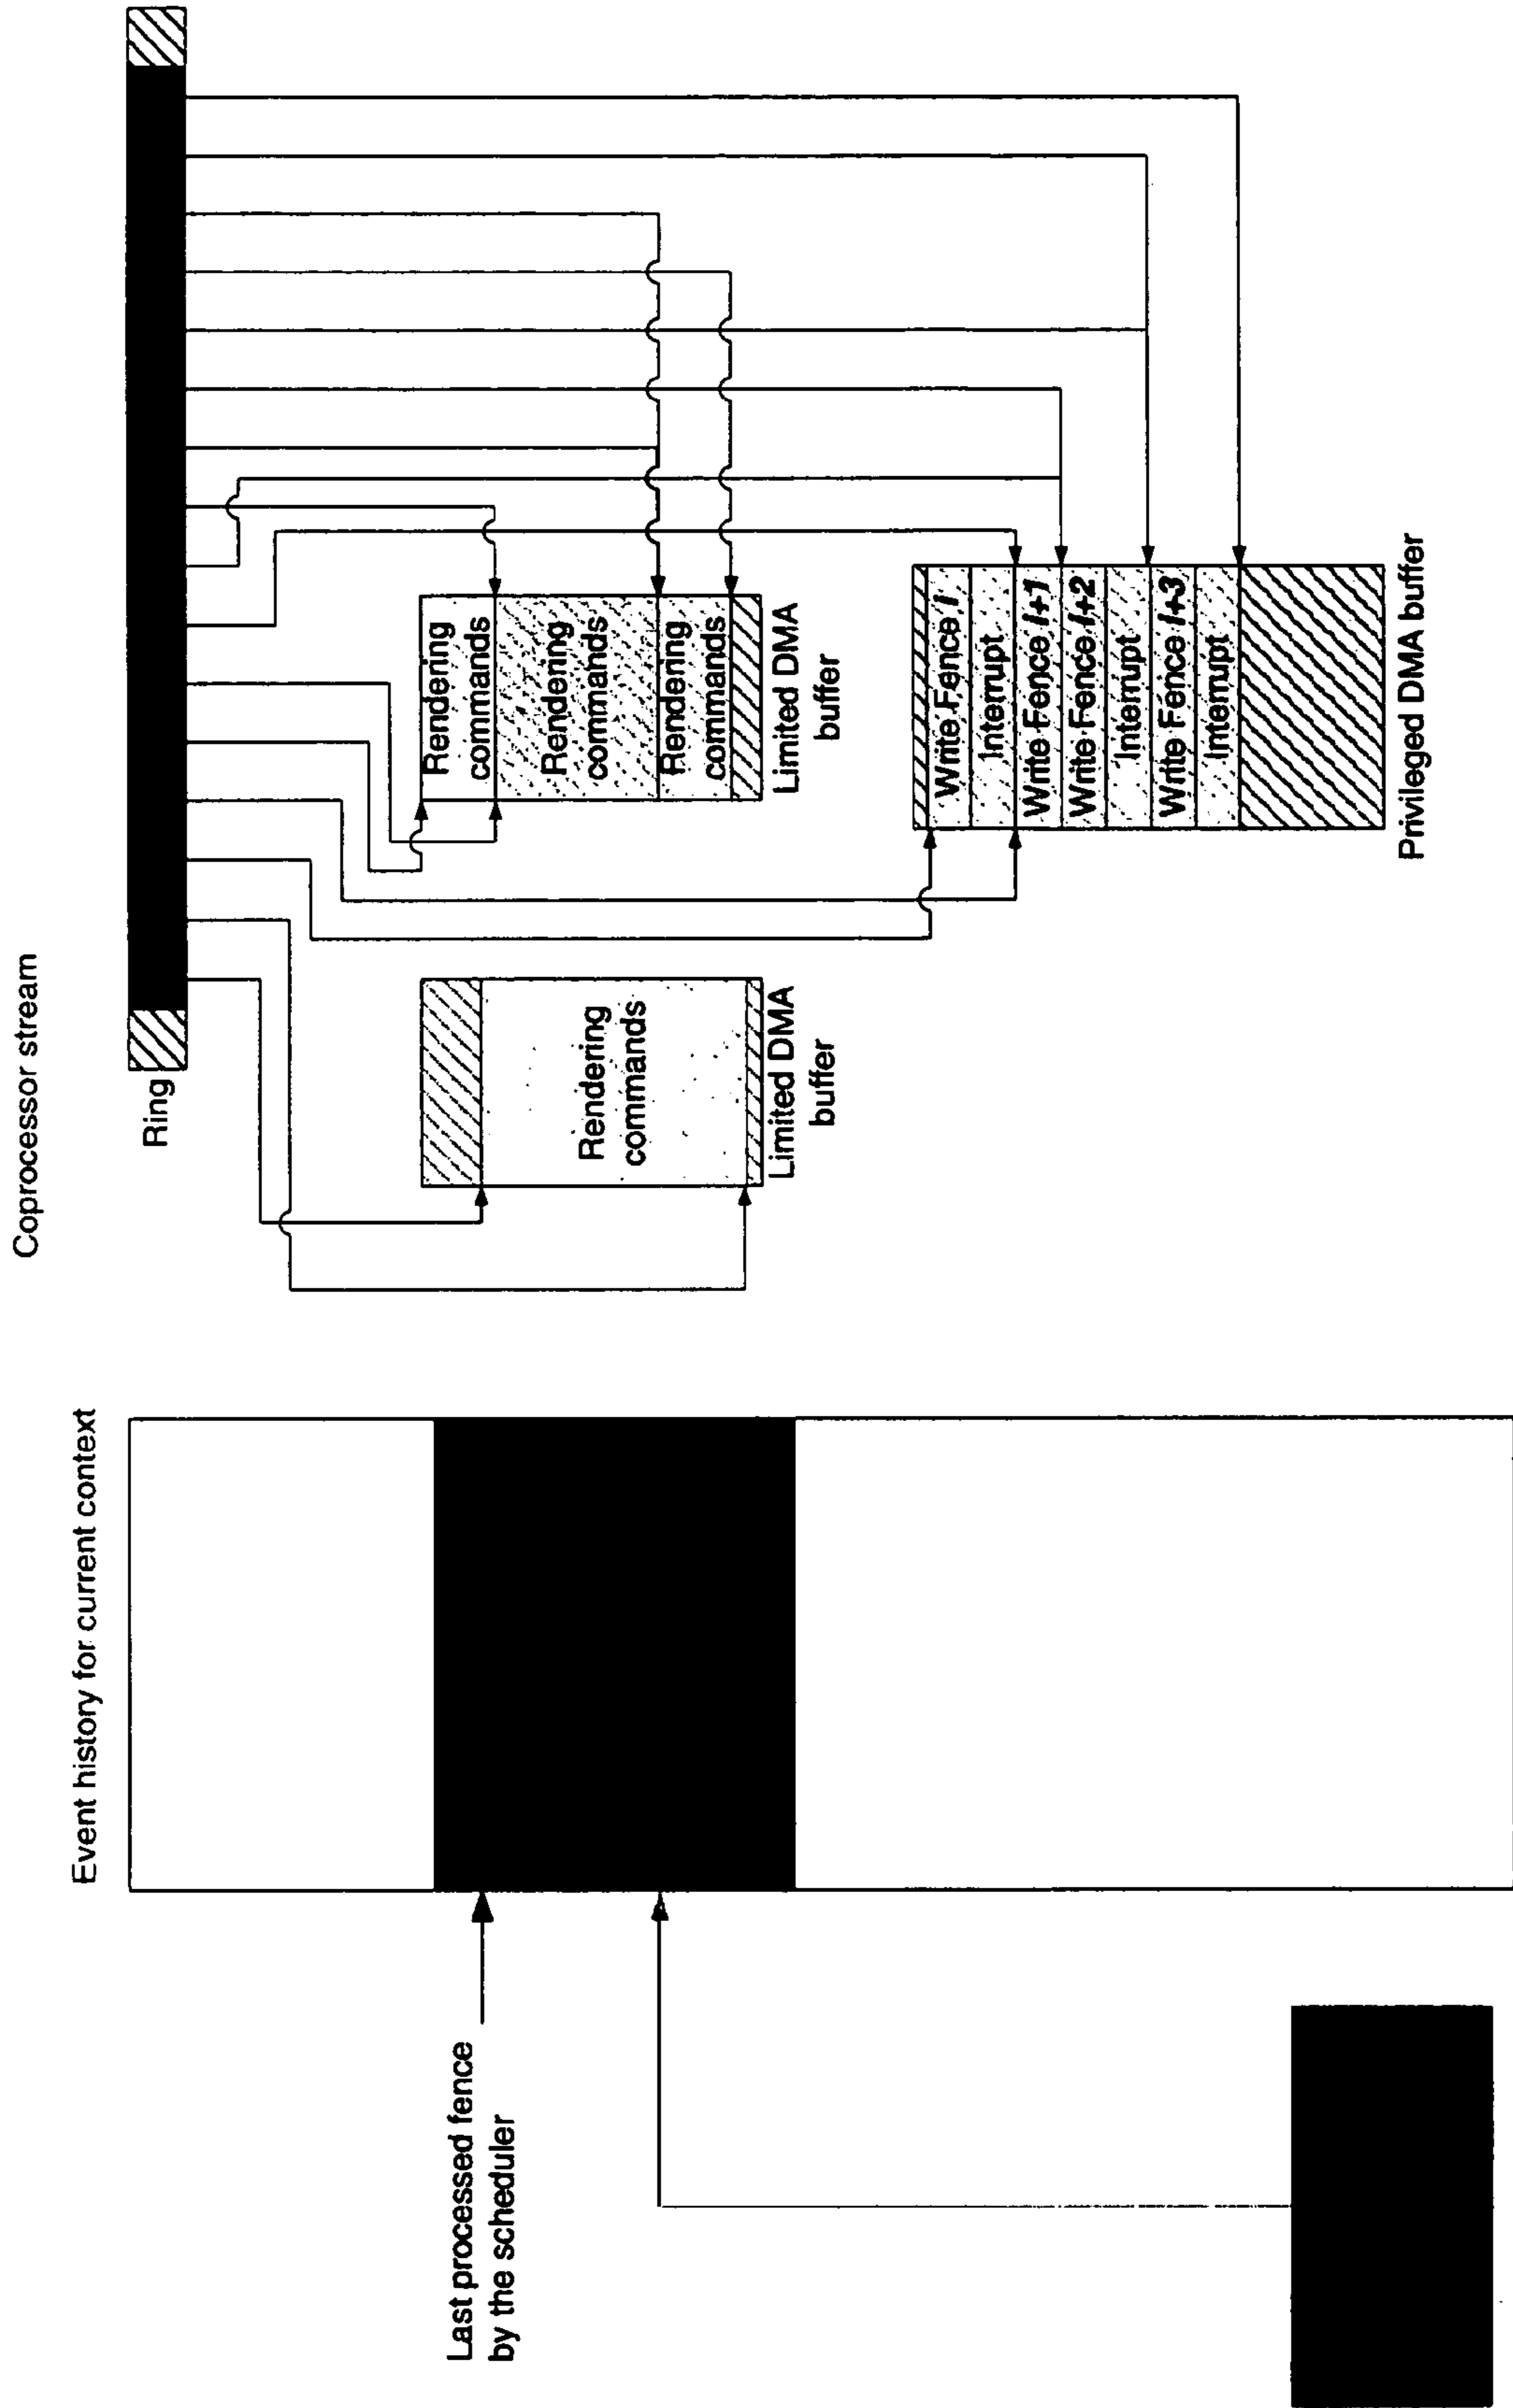 Coprocessor stream
Event history for current context
Ring
Last processed fence
by the scheduler
Rendering
commands
Limited DMA
buffer
Rendering
commands
Rendering
commands
Rendering
commands
Limited DMA
buffer
Write Fence I
Interrupt
Write Fence I+1
Write Fence I+2
Interrupt
Write Fence I+3
Interrupt
Privileged DMA buffer